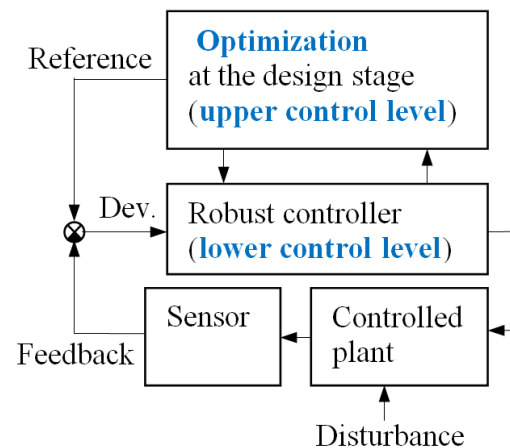 Optimization
at the design stage
(upper control level)
Reference
Dev.
Robust controller
(lower control level)
Sensor
Controlled
plant
Feedback
Disturbance